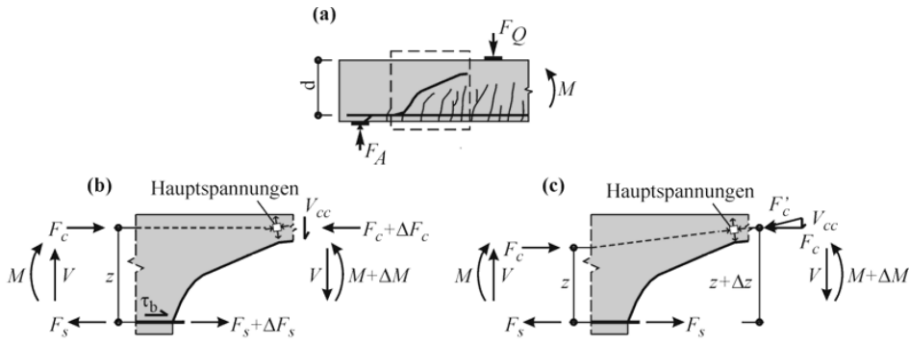 (a)
F_Q
d
M
F_A
(b)
Hauptspannungen
V_cc
F_c
F_c+ΔF_c
M
V
z
V
M+ΔM
τ_b
F_s
F_s+ΔF_s
(c)
Hauptspannungen
F'_c
V_cc
F_c
F_c
M
V
z
z+Δz
V
M+ΔM
F_s
F_s